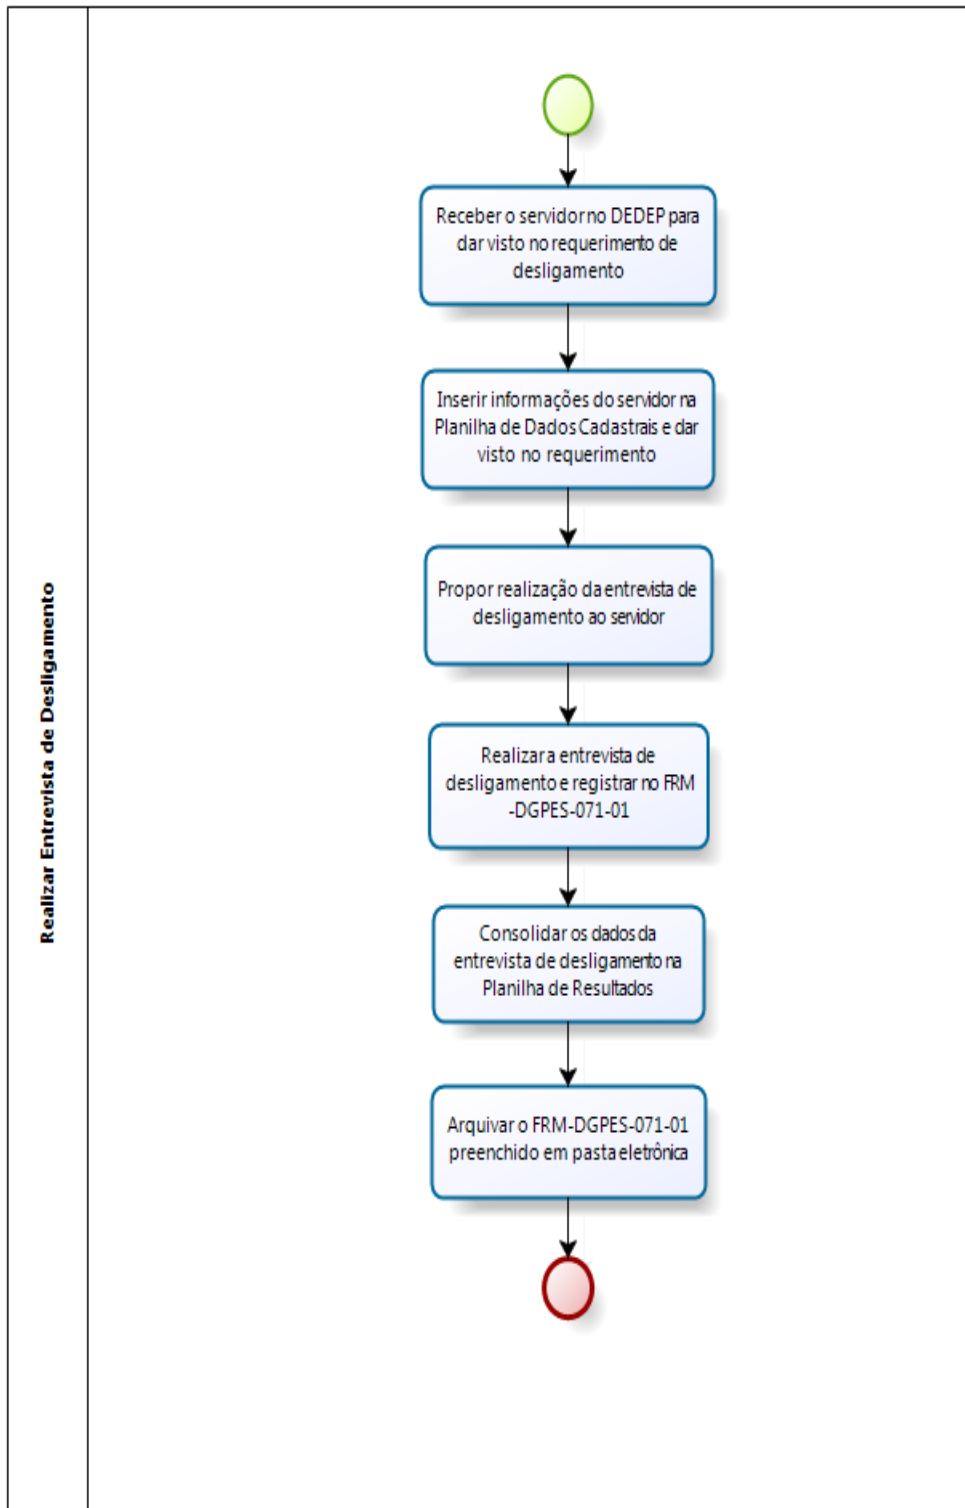 Realizar Entrevista de Desligamento
Receber o servidor no DEDEP para
dar visto no requerimento de
desligamento
Inserir informações do servidor na
Planilha de Dados Cadastrais e dar
visto no requerimento
Propor realização da entrevista de
desligamento ao servidor
Realizar a entrevista de
desligamento e registrar no FRM
-DGPES-071-01
Consolidar os dados da
entrevista de desligamento na
Planilha de Resultados
Arquivar o FRM-DGPES-071-01
preenchido em pasta eletrônica